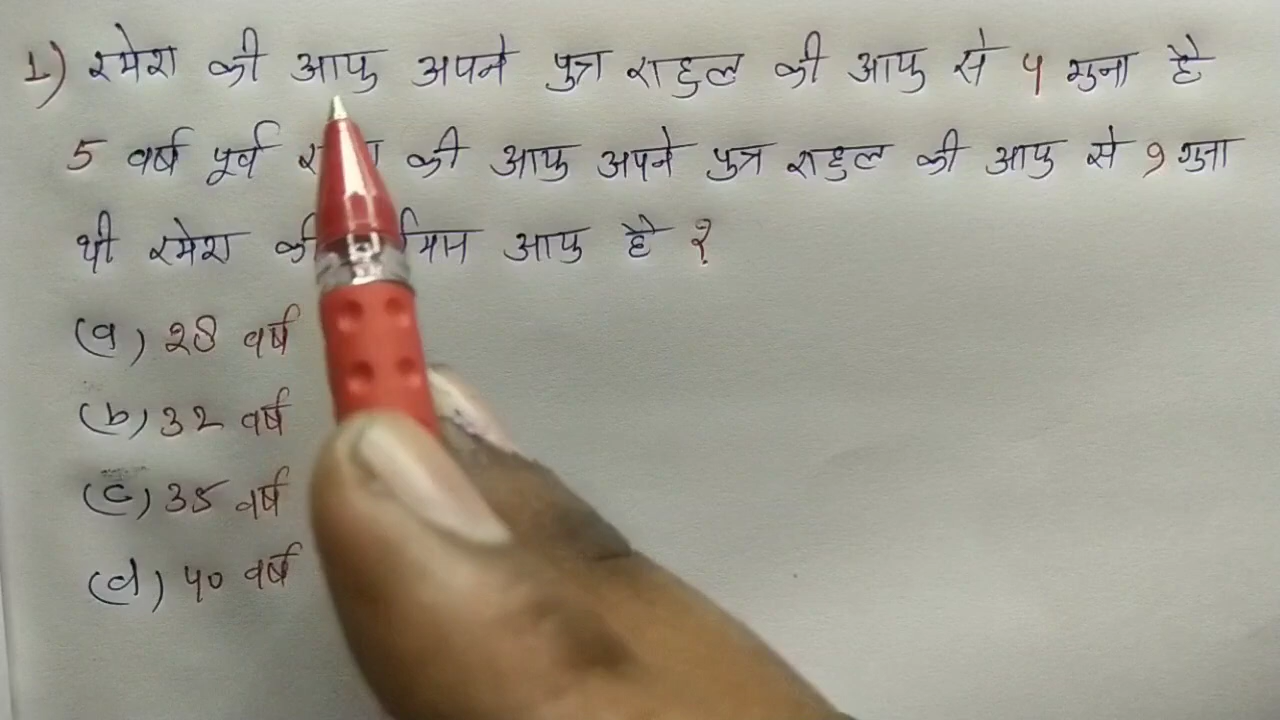 1) रमेश की आयु अपने पुत्र राहुल की आयु से 4 गुना है
5 वर्ष पूर्व की आयु अपने पुत्र राहुल की आयु से 9 गुना
थी रमेश की आयु है ?
(a) 28 वर्ष
(b) 32 वर्ष
(c) 35 वर्ष
(d) 40 वर्ष